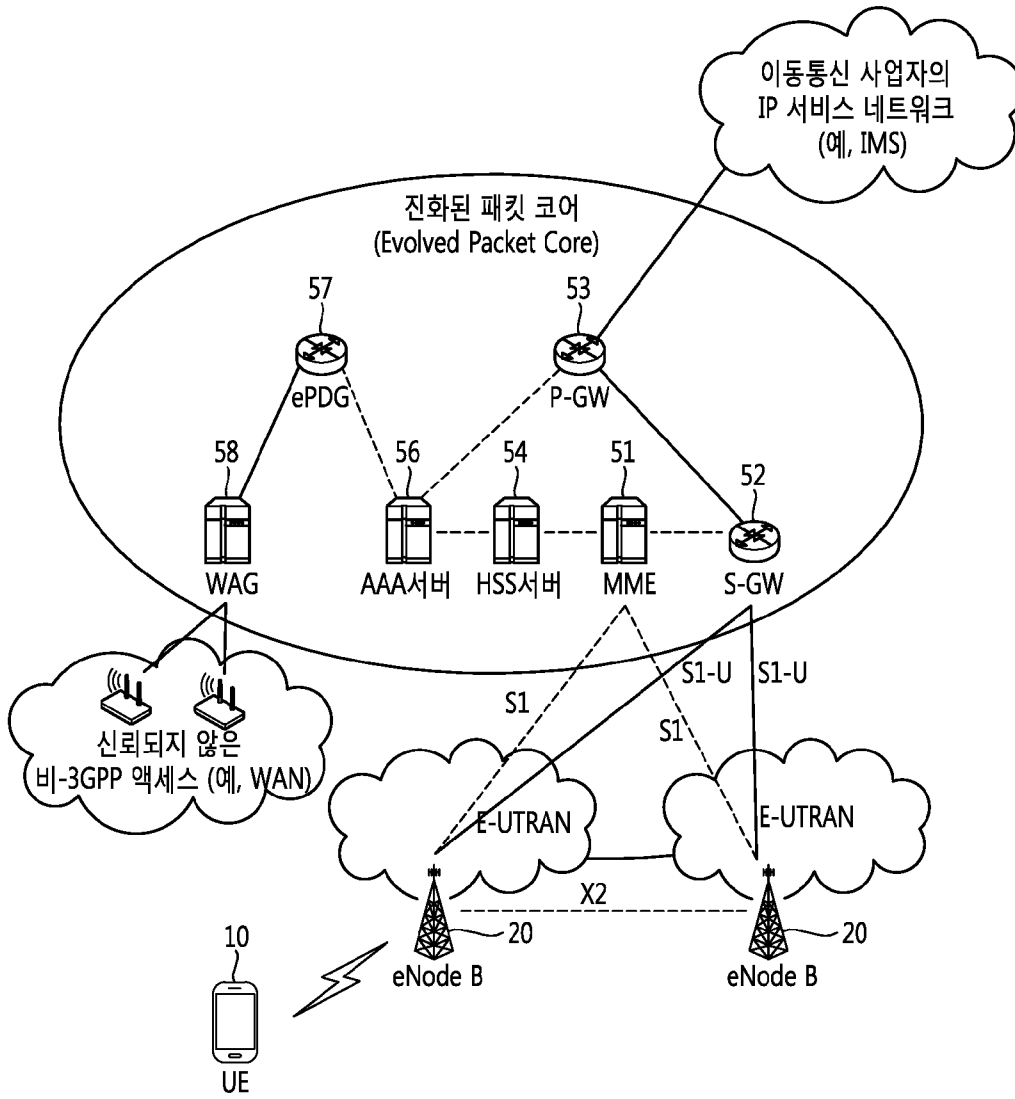 이동통신 사업자의
IP 서비스 네트워크
(예, IMS)
진화된 패킷 코어
(Evolved Packet Core)
57
53
ePDG
P-GW
58
56
54
51
52
WAG
AAA서버
HSS서버
MME
S-GW
S1-U
S1-U
S1
S1
신뢰되지 않은
비-3GPP 액세스 (예, WAN)
E-UTRAN
E-UTRAN
X2
20
20
eNode B
eNode B
10
UE